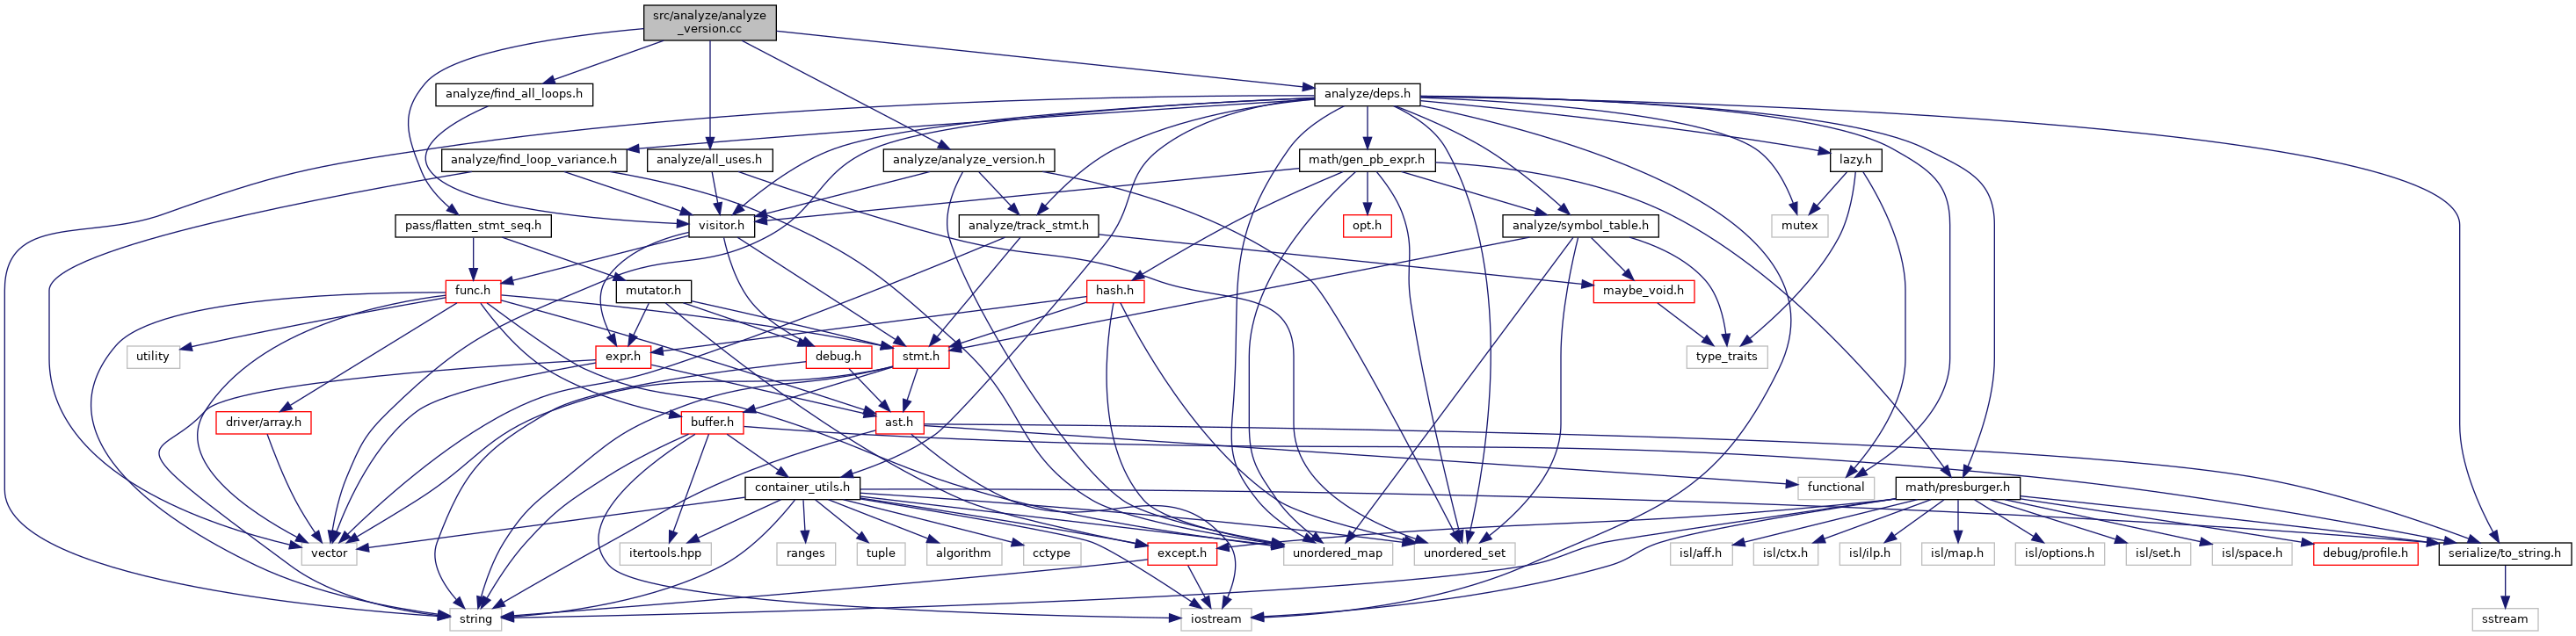 src/analyze/analyze
_version.cc
analyze/find_all_loops.h
analyze/deps.h
analyze/find_loop_variance.h
analyze/all_uses.h
analyze/analyze_version.h
math/gen_pb_expr.h
lazy.h
pass/flatten_stmt_seq.h
visitor.h
analyze/track_stmt.h
opt.h
analyze/symbol_table.h
mutex
func.h
mutator.h
hash.h
maybe_void.h
utility
expr.h
debug.h
stmt.h
type_traits
driver/array.h
buffer.h
ast.h
container_utils.h
functional
math/presburger.h
vector
itertools.hpp
ranges
tuple
algorithm
cctype
except.h
unordered_map
unordered_set
isl/aff.h
isl/ctx.h
isl/ilp.h
isl/map.h
isl/options.h
isl/set.h
isl/space.h
debug/profile.h
serialize/to_string.h
string
iostream
sstream